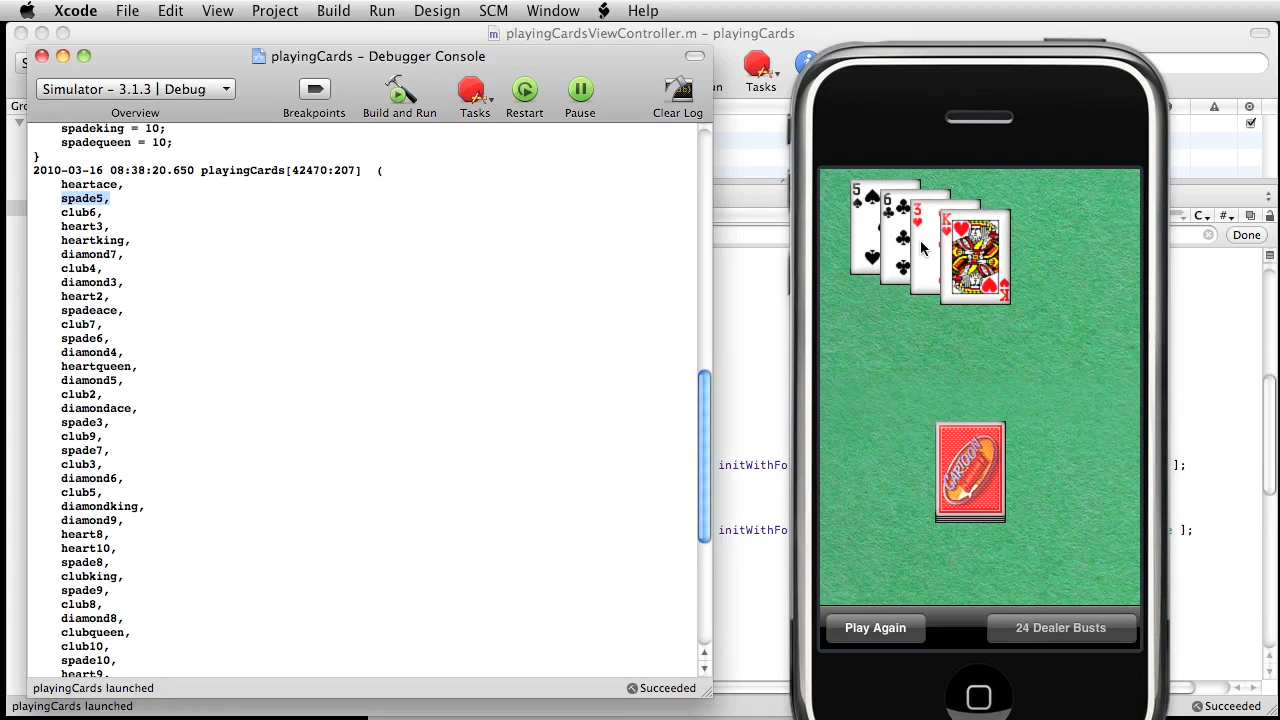 Xcode File Edit View Project Build Run Design SCM Window Help
playingCardsViewController.m – playingCards
playingCards – Debugger Console
Simulator - 3.1.3 | Debug
Overview Breakpoints Build and Run Tasks Restart Pause Clear Log
Tasks
spadeking = 10;
spadequeen = 10;
}
2010-03-16 08:38:20.650 playingCards[42470:207] (
heartace,
spade5,
club6,
heart3,
heartking,
diamond7,
club4,
diamond3,
heart2,
spadeace,
club7,
spade6,
diamond4,
heartqueen,
diamond5,
club2,
diamondace,
spade3,
club9,
spade7,
club3,
diamond6,
club5,
diamondking,
diamond9,
heart8,
heart10,
spade8,
clubking,
spade9,
club8,
diamond8,
clubqueen,
club10,
spade10,
heart9,
playingCards launched
Succeeded
playingCards launched
Succeeded
C
#
Done
initWithFo
];
initWithFo
];
5
6
3
K
K
CARTOON
Play Again
24 Dealer Busts